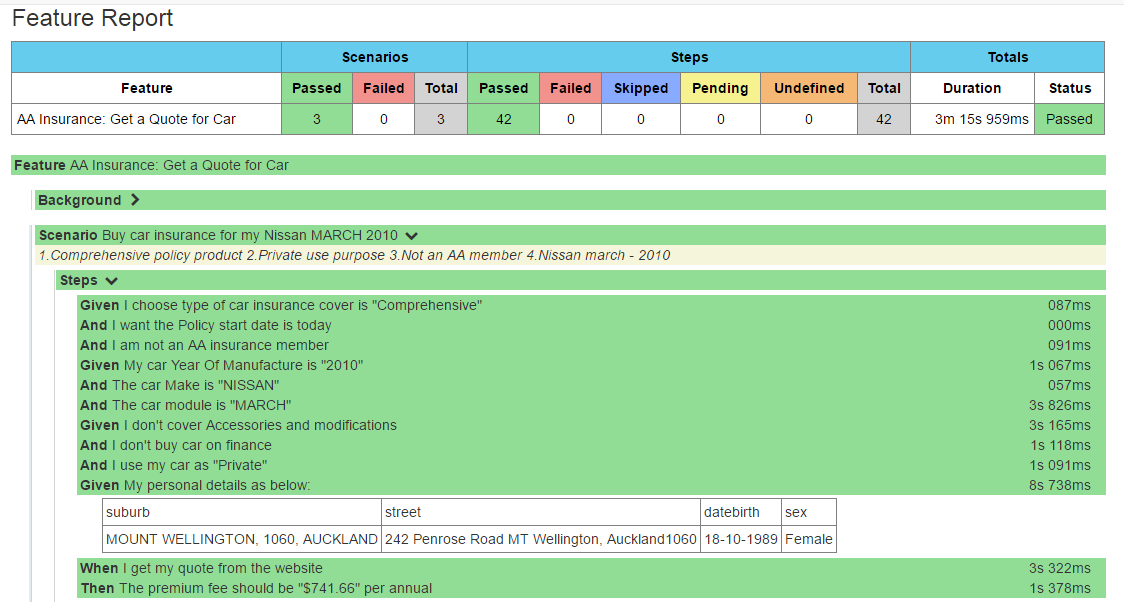 Feature Report
Scenarios Steps Totals
Feature Passed Failed Total Passed Failed Skipped Pending Undefined Total Duration Status
AA Insurance: Get a Quote for Car 3 0 3 42 0 0 0 0 42 3m 15s 959ms Passed
Feature AA Insurance: Get a Quote for Car
Background
Scenario Buy car insurance for my Nissan MARCH 2010
1.Comprehensive policy product 2.Private use purpose 3.Not an AA member 4.Nissan march - 2010
Steps
Given I choose type of car insurance cover is "Comprehensive" 087ms
And I want the Policy start date is today 000ms
And I am not an AA insurance member 091ms
Given My car Year Of Manufacture is "2010" 1s 067ms
And The car Make is "NISSAN" 057ms
And The car module is "MARCH" 3s 826ms
Given I don't cover Accessories and modifications 3s 165ms
And I don't buy car on finance 1s 118ms
And I use my car as "Private" 1s 091ms
Given My personal details as below: 8s 738ms
suburb street datebirth sex
MOUNT WELLINGTON, 1060, AUCKLAND 242 Penrose Road MT Wellington, Auckland1060 18-10-1989 Female
When I get my quote from the website 3s 322ms
Then The premium fee should be "$741.66" per annual 1s 378ms